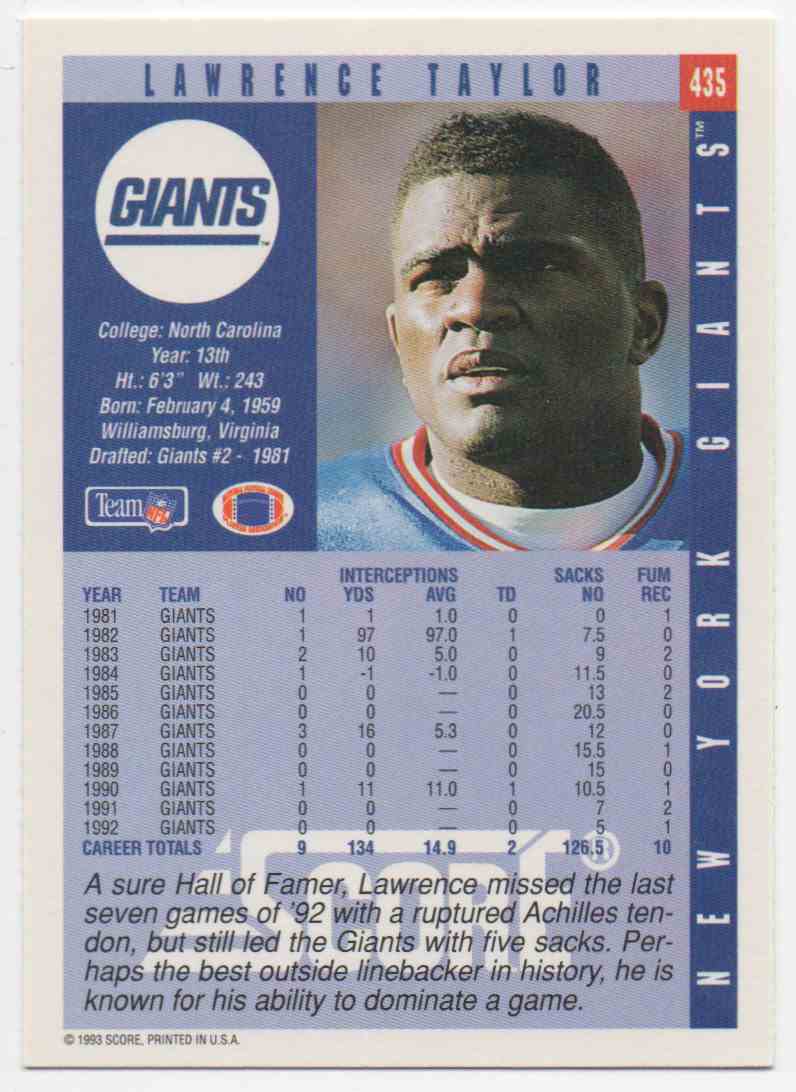 LAWRENCE TAYLOR
435
GIANTS™
College: North Carolina
Year: 13th
Ht.: 6'3" Wt.: 243
Born: February 4, 1959
Williamsburg, Virginia
Drafted: Giants #2 - 1981
Team NFL
NEW YORK GIANTS™
INTERCEPTIONS SACKS FUM
YEAR TEAM NO YDS AVG TD NO REC
1981 GIANTS 1 1 1.0 0 0 1
1982 GIANTS 1 97 97.0 1 7.5 0
1983 GIANTS 2 10 5.0 0 9 2
1984 GIANTS 1 -1 -1.0 0 11.5 0
1985 GIANTS 0 0 — 0 13 2
1986 GIANTS 0 0 — 0 20.5 0
1987 GIANTS 3 16 5.3 0 12 0
1988 GIANTS 0 0 — 0 15.5 1
1989 GIANTS 0 0 — 0 15 0
1990 GIANTS 1 11 11.0 1 10.5 1
1991 GIANTS 0 0 — 0 7 2
1992 GIANTS 0 0 — 0 5 1
CAREER TOTALS 9 134 14.9 2 126.5 10
SCORE®
A sure Hall of Famer, Lawrence missed the last
seven games of '92 with a ruptured Achilles ten-
don, but still led the Giants with five sacks. Per-
haps the best outside linebacker in history, he is
known for his ability to dominate a game.
© 1993 SCORE, PRINTED IN U.S.A.